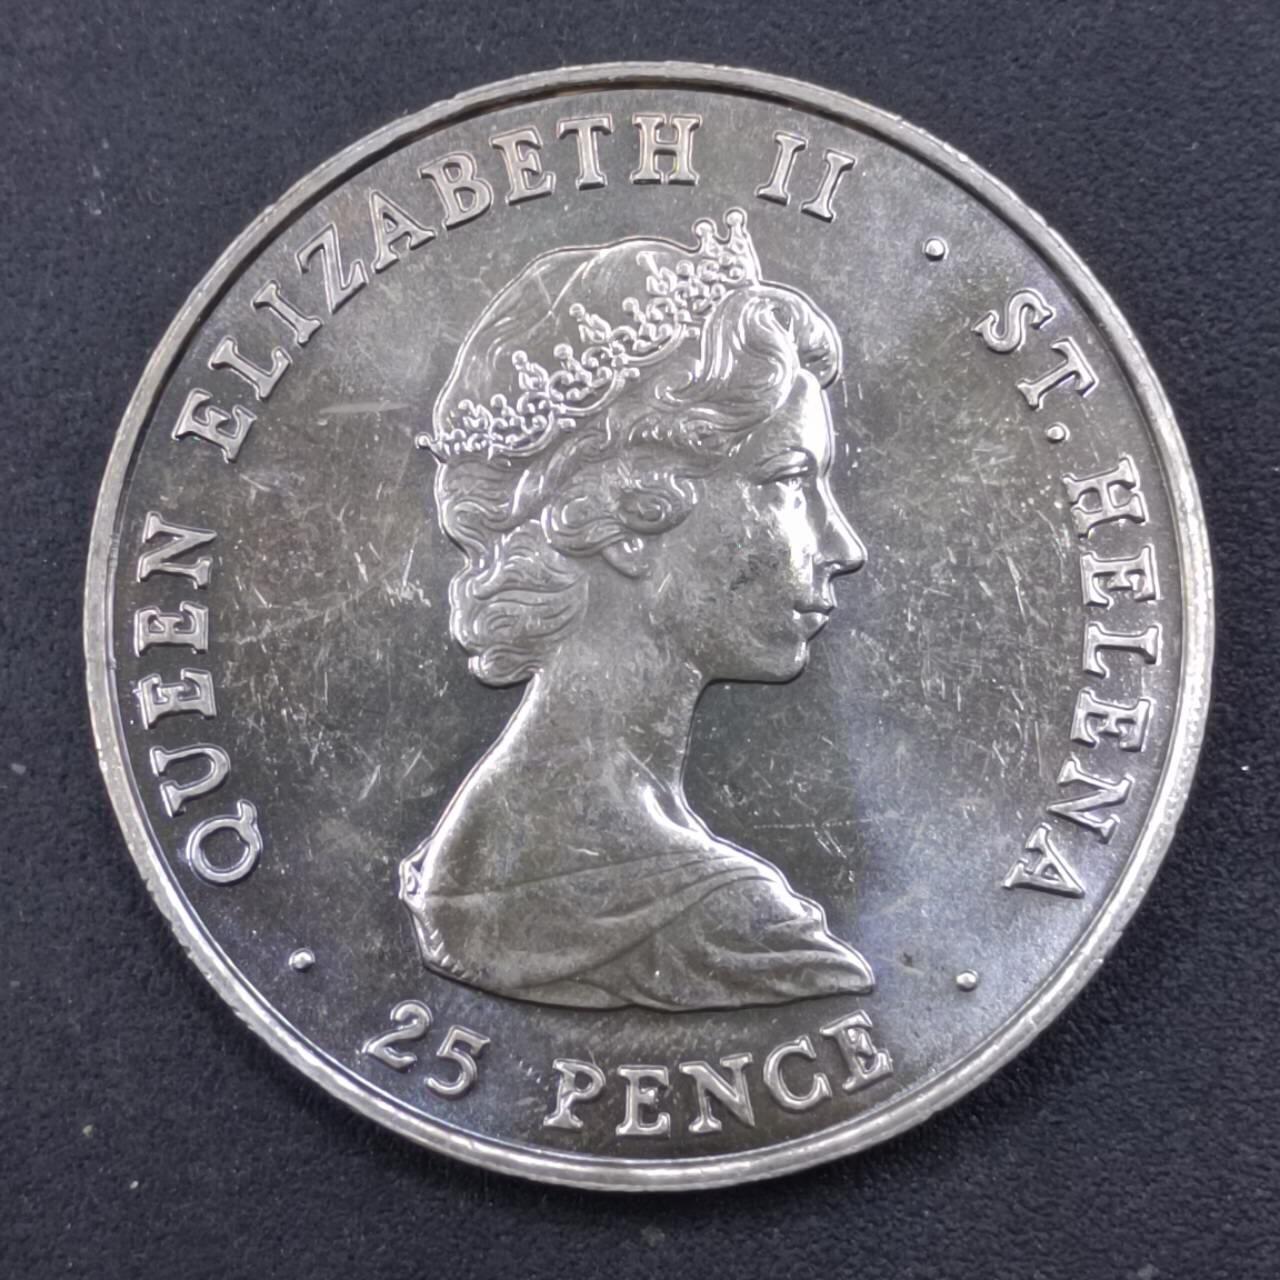 QUEEN ELIZABETH II · ST. HELENA ·
25 PENCE ·